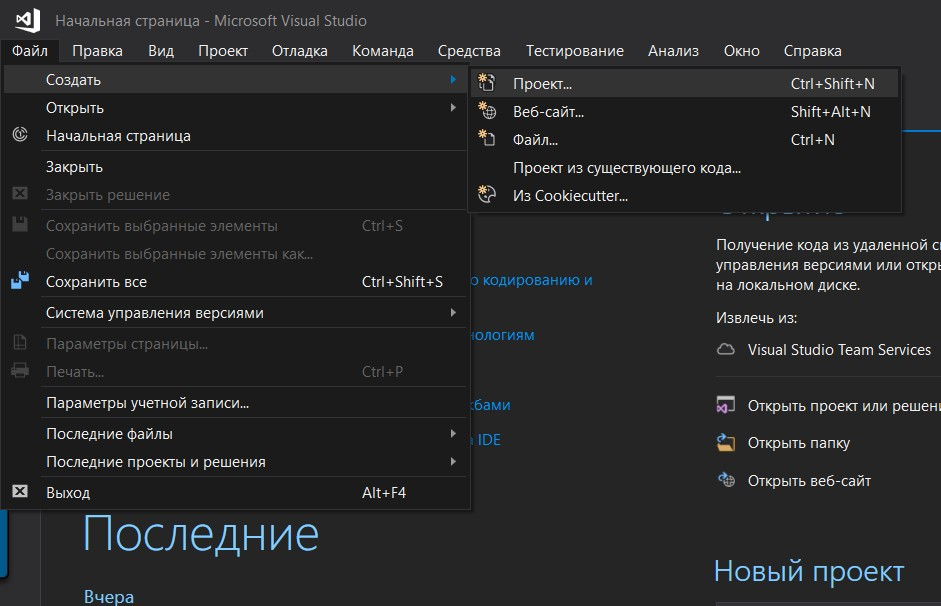 Начальная страница - Microsoft Visual Studio
Файл Правка Вид Проект Отладка Команда Средства Тестирование Анализ Окно Справка
Создать
Открыть
Начальная страница
Закрыть
Закрыть решение
Сохранить выбранные элементы Ctrl+S
Сохранить выбранные элементы как...
Сохранить все Ctrl+Shift+S
Система управления версиями
Параметры страницы...
Печать... Ctrl+P
Параметры учетной записи...
Последние файлы
Последние проекты и решения
Выход Alt+F4
Проект... Ctrl+Shift+N
Веб-сайт... Shift+Alt+N
Файл... Ctrl+N
Проект из существующего кода...
Из Cookiecutter...
о кодированию и
нологиям
жбами
IDE
Получение кода из удаленной
управления версиями или откры
на локальном диске.
Извлечь из:
Visual Studio Team Services
Открыть проект или решени
Открыть папку
Открыть веб-сайт
Последние
Вчера
Новый проект